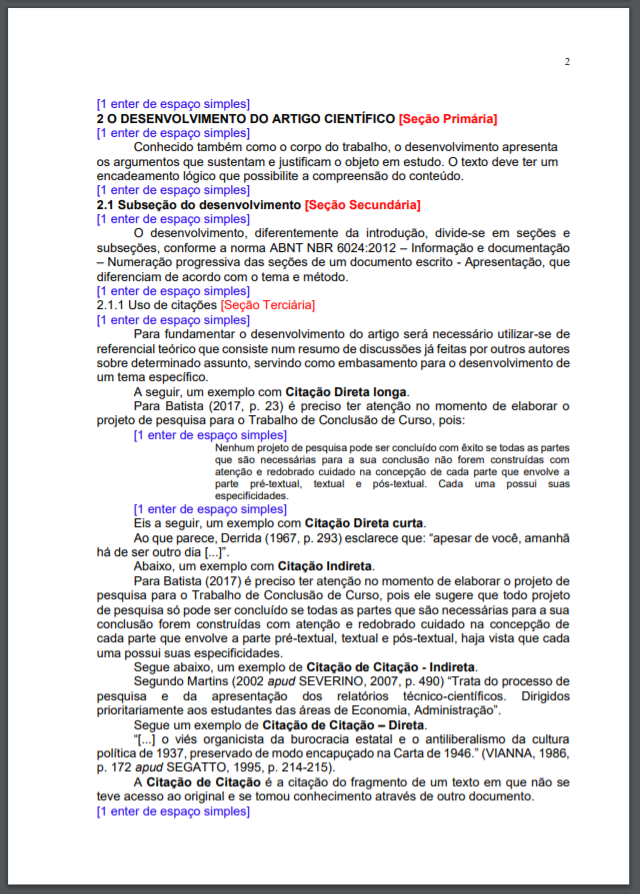 2
[1 enter de espaço simples]
2 O DESENVOLVIMENTO DO ARTIGO CIENTÍFICO [Seção Primária]
[1 enter de espaço simples]
Conhecido também como o corpo do trabalho, o desenvolvimento apresenta
os argumentos que sustentam e justificam o objeto em estudo. O texto deve ter um
encadeamento lógico que possibilite a compreensão do conteúdo.
[1 enter de espaço simples]
2.1 Subseção do desenvolvimento [Seção Secundária]
[1 enter de espaço simples]
O desenvolvimento, diferentemente da introdução, divide-se em seções e
subseções, conforme a norma ABNT NBR 6024:2012 – Informação e documentação
– Numeração progressiva das seções de um documento escrito - Apresentação, que
diferenciam de acordo com o tema e método.
[1 enter de espaço simples]
2.1.1 Uso de citações [Seção Terciária]
[1 enter de espaço simples]
Para fundamentar o desenvolvimento do artigo será necessário utilizar-se de
referencial teórico que consiste num resumo de discussões já feitas por outros autores
sobre determinado assunto, servindo como embasamento para o desenvolvimento de
um tema específico.
A seguir, um exemplo com Citação Direta longa.
Para Batista (2017, p. 23) é preciso ter atenção no momento de elaborar o
projeto de pesquisa para o Trabalho de Conclusão de Curso, pois:
[1 enter de espaço simples]
Nenhum projeto de pesquisa pode ser concluído com êxito se todas as partes
que são necessárias para a sua conclusão não forem construídas com
atenção e redobrado cuidado na concepção de cada parte que envolve a
parte pré-textual, textual e pós-textual. Cada uma possui suas
especificidades.
[1 enter de espaço simples]
Eis a seguir, um exemplo com Citação Direta curta.
Ao que parece, Derrida (1967, p. 293) esclarece que: “apesar de você, amanhã
há de ser outro dia [...]”.
Abaixo, um exemplo com Citação Indireta.
Para Batista (2017) é preciso ter atenção no momento de elaborar o projeto de
pesquisa para o Trabalho de Conclusão de Curso, pois ele sugere que todo projeto
de pesquisa só pode ser concluído se todas as partes que são necessárias para a sua
conclusão forem construídas com atenção e redobrado cuidado na concepção de
cada parte que envolve a parte pré-textual, textual e pós-textual, haja vista que cada
uma possui suas especificidades.
Segue abaixo, um exemplo de Citação de Citação - Indireta.
Segundo Martins (2002 apud SEVERINO, 2007, p. 490) “Trata do processo de
pesquisa e da apresentação dos relatórios técnico-científicos. Dirigidos
prioritariamente aos estudantes das áreas de Economia, Administração”.
Segue um exemplo de Citação de Citação – Direta.
“[...] o viés organicista da burocracia estatal e o antiliberalismo da cultura
política de 1937, preservado de modo encapuçado na Carta de 1946.” (VIANNA, 1986,
p. 172 apud SEGATTO, 1995, p. 214-215).
A Citação de Citação é a citação do fragmento de um texto em que não se
teve acesso ao original e se tomou conhecimento através de outro documento.
[1 enter de espaço simples]